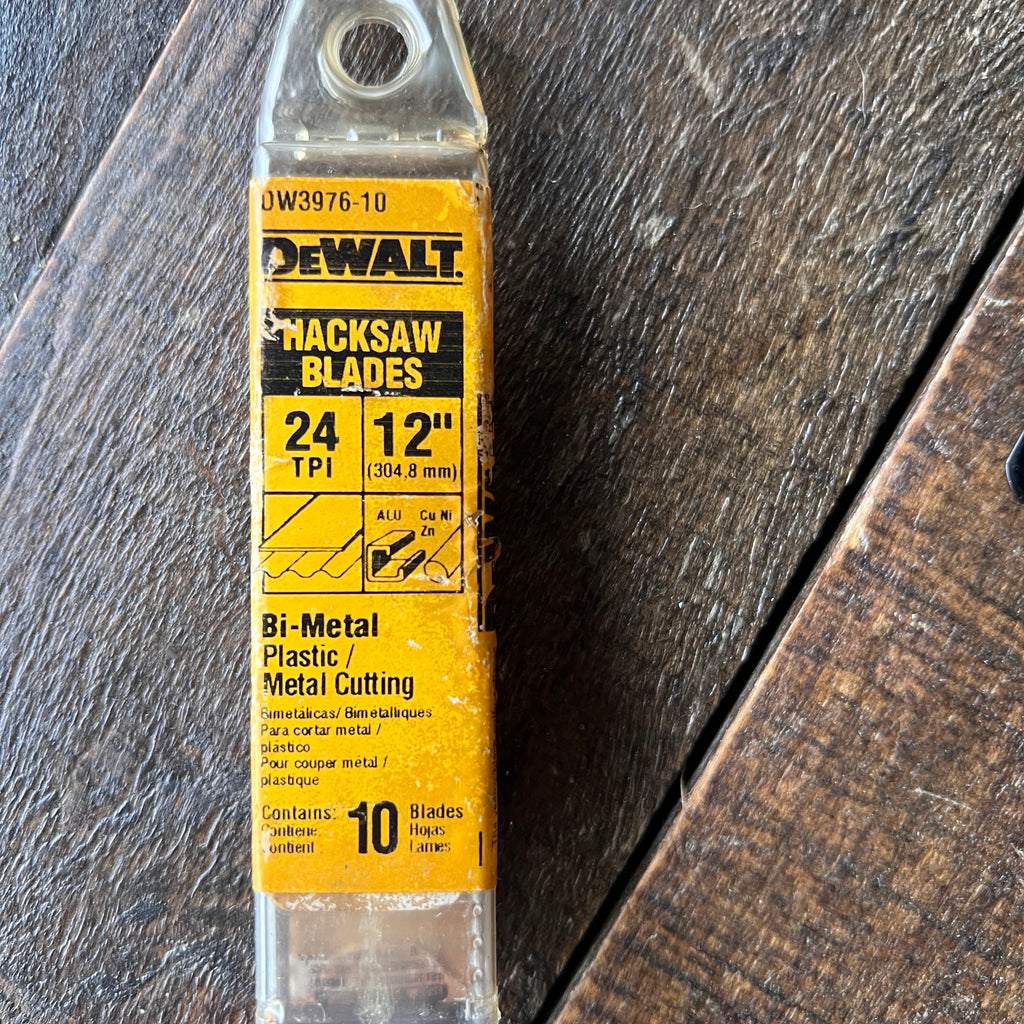 DW3976-10
DEWALT.
HACKSAW
BLADES
24
TPI
12"
(304,8 mm)
ALU Cu Ni
Zn
Bi-Metal
Plastic /
Metal Cutting
Bimetálicas/ Bimétalliques
Para cortar metal /
plástico
Pour couper métal /
plastique
Contains: 10 Blades
Contiene: Hojas
Contient : Lames